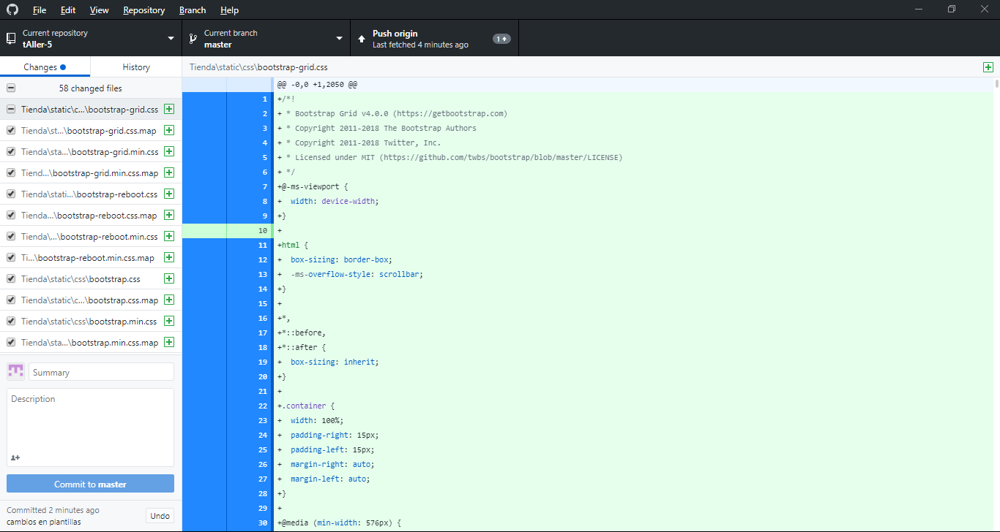 File Edit View Repository Branch Help
Current repository
tAller-5
Current branch
master
Push origin
Last fetched 4 minutes ago
1
Changes
History
58 changed files
Tienda\static\c...\bootstrap-grid.css
Tienda\st...\bootstrap-grid.css.map
Tienda\sta...\bootstrap-grid.min.css
Tiend...\bootstrap-grid.min.css.map
Tienda\stati...\bootstrap-reboot.css
Tienda...\bootstrap-reboot.css.map
Tienda\...\bootstrap-reboot.min.css
Ti...\bootstrap-reboot.min.css.map
Tienda\static\css\bootstrap.css
Tienda\static\c...\bootstrap.css.map
Tienda\static\css\bootstrap.min.css
Tienda\sta...\bootstrap.min.css.map
Summary
Description
Commit to master
Committed 2 minutes ago
cambios en plantillas
Undo
Tienda\static\css\bootstrap-grid.css
@@ -0,0 +1,2050 @@
1 +/*!
2 + * Bootstrap Grid v4.0.0 (https://getbootstrap.com)
3 + * Copyright 2011-2018 The Bootstrap Authors
4 + * Copyright 2011-2018 Twitter, Inc.
5 + * Licensed under MIT (https://github.com/twbs/bootstrap/blob/master/LICENSE)
6 + */
7 +@-ms-viewport {
8 +  width: device-width;
9 +}
10 +
11 +html {
12 +  box-sizing: border-box;
13 +  -ms-overflow-style: scrollbar;
14 +}
15 +
16 +*,
17 +*::before,
18 +*::after {
19 +  box-sizing: inherit;
20 +}
21 +
22 +.container {
23 +  width: 100%;
24 +  padding-right: 15px;
25 +  padding-left: 15px;
26 +  margin-right: auto;
27 +  margin-left: auto;
28 +}
29 +
30 +@media (min-width: 576px) {